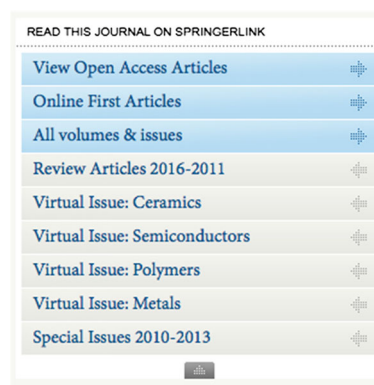 READ THIS JOURNAL ON SPRINGERLINK
View Open Access Articles
Online First Articles
All volumes & issues
Review Articles 2016-2011
Virtual Issue: Ceramics
Virtual Issue: Semiconductors
Virtual Issue: Polymers
Virtual Issue: Metals
Special Issues 2010-2013